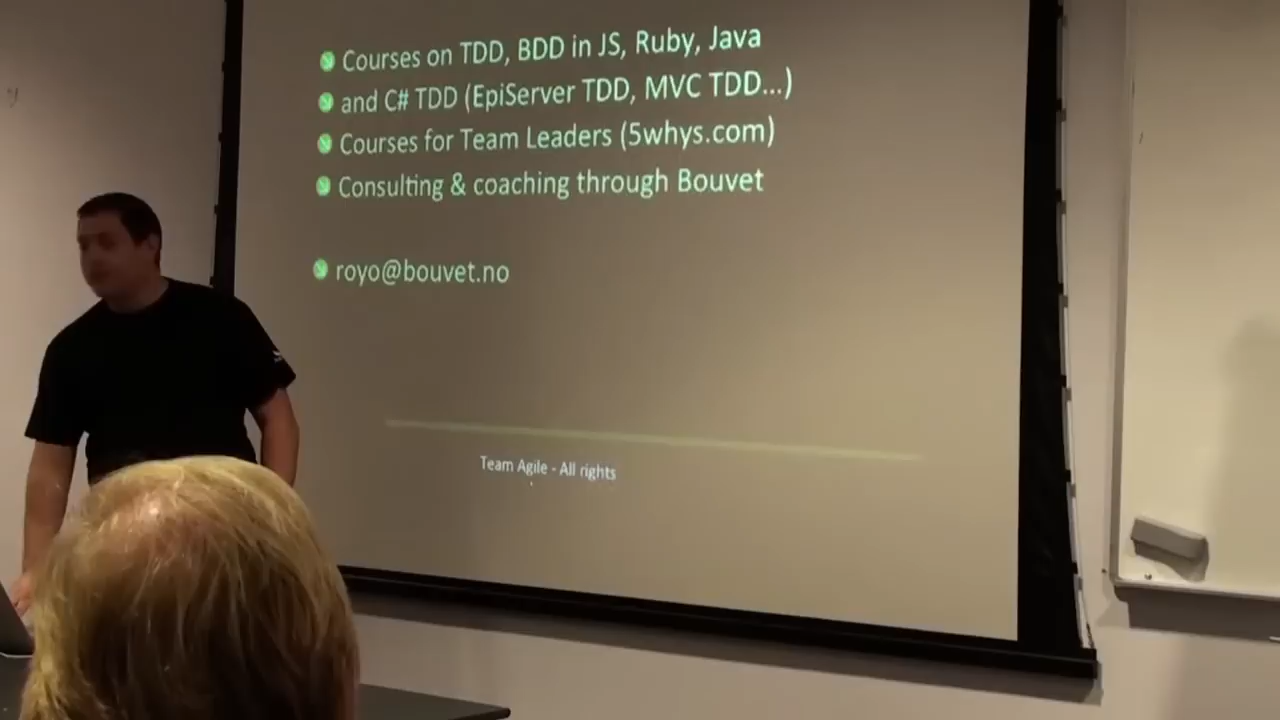 Courses on TDD, BDD in JS, Ruby, Java
and C# TDD (EpiServer TDD, MVC TDD...)
Courses for Team Leaders (5whys.com)
Consulting & coaching through Bouvet
royo@bouvet.no
Team Agile - All rights